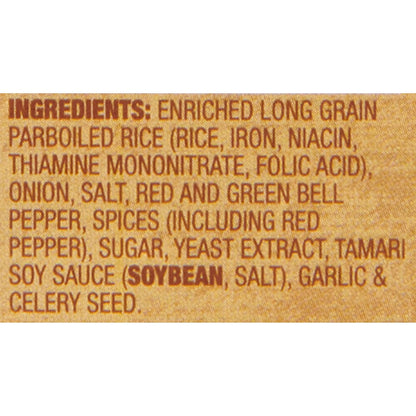 INGREDIENTS: ENRICHED LONG GRAIN
PARBOILED RICE (RICE, IRON, NIACIN,
THIAMINE MONONITRATE, FOLIC ACID),
ONION, SALT, RED AND GREEN BELL
PEPPER, SPICES (INCLUDING RED
PEPPER), SUGAR, YEAST EXTRACT, TAMARI
SOY SAUCE (SOYBEAN, SALT), GARLIC &
CELERY SEED.